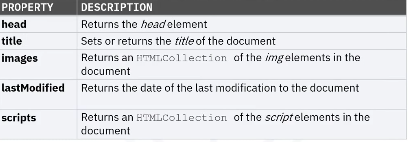 PROPERTY DESCRIPTION
head Returns the head element
title Sets or returns the title of the document
images Returns an HTMLCollection of the img elements in the
document
lastModified Returns the date of the last modification to the document
scripts Returns an HTMLCollection of the script elements in the
document